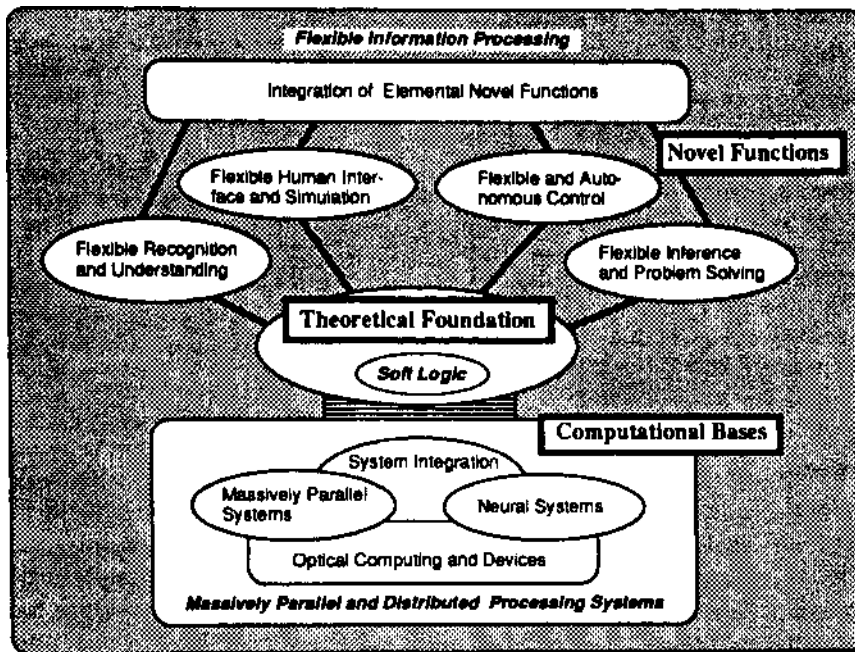 Flexible Information Processing
Integration of Elemental Novel Functions
Novel Functions
Flexible Human Inter-
face and Simulation
Flexible and Auto-
nomous Control
Flexible Recognition
and Understanding
Flexible Inference
and Problem Solving
Theoretical Foundation
Soft Logic
Computational Bases
System Integration
Massively Parallel
Systems
Neural Systems
Optical Computing and Devices
Massively Parallel and Distributed Processing Systems